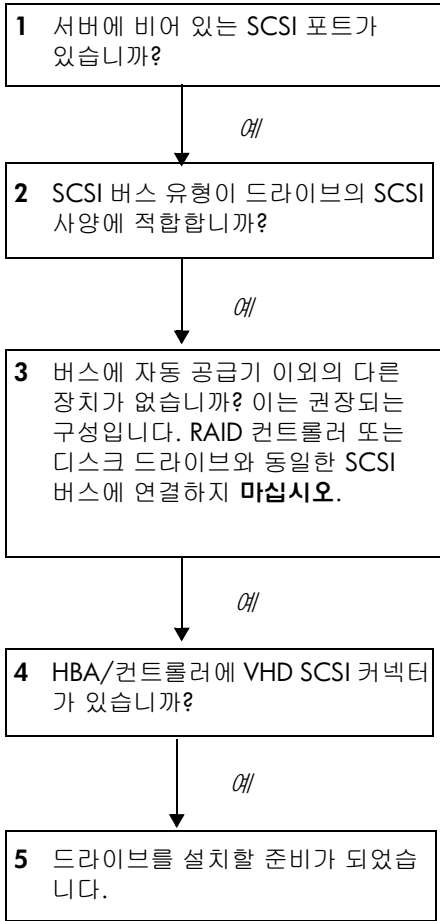 1 서버에 비어 있는 SCSI 포트가
있습니까?
예
2 SCSI 버스 유형이 드라이브의 SCSI
사양에 적합합니까?
예
3 버스에 자동 공급기 이외의 다른
장치가 없습니까? 이는 권장되는
구성입니다. RAID 컨트롤러 또는
디스크 드라이브와 동일한 SCSI
버스에 연결하지 마십시오.
예
4 HBA/컨트롤러에 VHD SCSI 커넥터
가 있습니까?
예
5 드라이브를 설치할 준비가 되었습
니다.